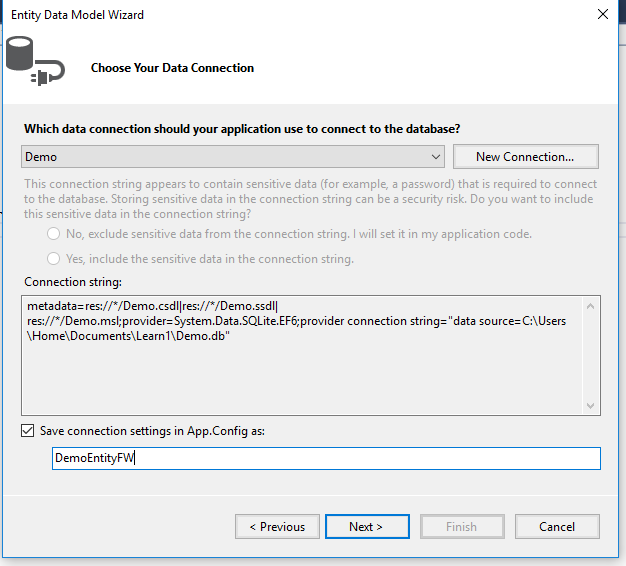 Entity Data Model Wizard
Choose Your Data Connection
Which data connection should your application use to connect to the database?
Demo
New Connection...
This connection string appears to contain sensitive data (for example, a password) that is required to connect
to the database. Storing sensitive data in the connection string can be a security risk. Do you want to include
this sensitive data in the connection string?
No, exclude sensitive data from the connection string. I will set it in my application code.
Yes, include the sensitive data in the connection string.
Connection string:
metadata=res://*/Demo.csdl|res://*/Demo.ssdl|
res://*/Demo.msl;provider=System.Data.SQLite.EF6;provider connection string="data source=C:\Users
\Home\Documents\Learn1\Demo.db"
Save connection settings in App.Config as:
DemoEntityFW
< Previous
Next >
Finish
Cancel